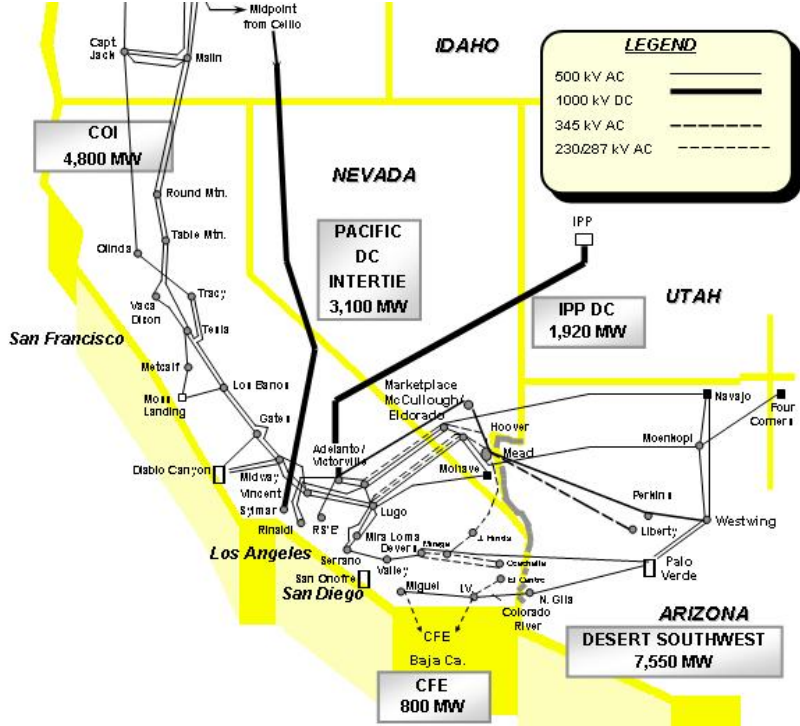 Midpoint
from Celilo
Capt.
Jack
Malin
IDAHO
LEGEND
500 kV AC
1000 kV DC
345 kV AC
230/287 kV AC
COI
4,800 MW
NEVADA
Round Mtn.
Table Mtn.
Olinda
PACIFIC
DC
INTERTIE
3,100 MW
IPP
IPP DC
1,920 MW
UTAH
Tracy
Vaca
Dixon
Tesla
San Francisco
Metcalf
Moss
Landing
Los Banos
Gates
Diablo Canyon
Midway
Vincent
Sylmar
Rinaldi
Adelanto/
Victorville
Marketplace
McCullough/
Eldorado
Hoover
Mead
Mohave
Navajo
Four
Corners
Moenkopi
Perkins
Liberty
Westwing
Lugo
RS'E'
Mira Loma
Devers
Mirage
J. Hinds
Los Angeles
Serrano
Valley
Coachella
El Centro
San Onofre
San Diego
Miguel
I.V.
N. Gila
Colorado
River
Palo
Verde
CFE
Baja Ca.
CFE
800 MW
ARIZONA
DESERT SOUTHWEST
7,550 MW